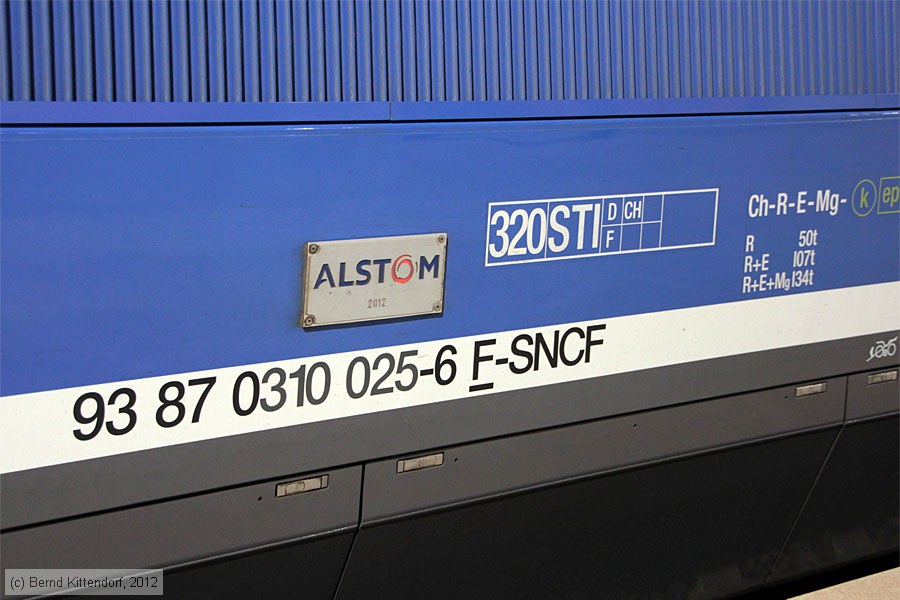 ALSTOM
2012
320STI D CH
F
Ch-R-E-Mg- k ep
R 50t
R+E 107t
R+E+Mg 134t
93 87 0310 025-6 F-SNCF
(c) Bernd Kittendorf, 2012